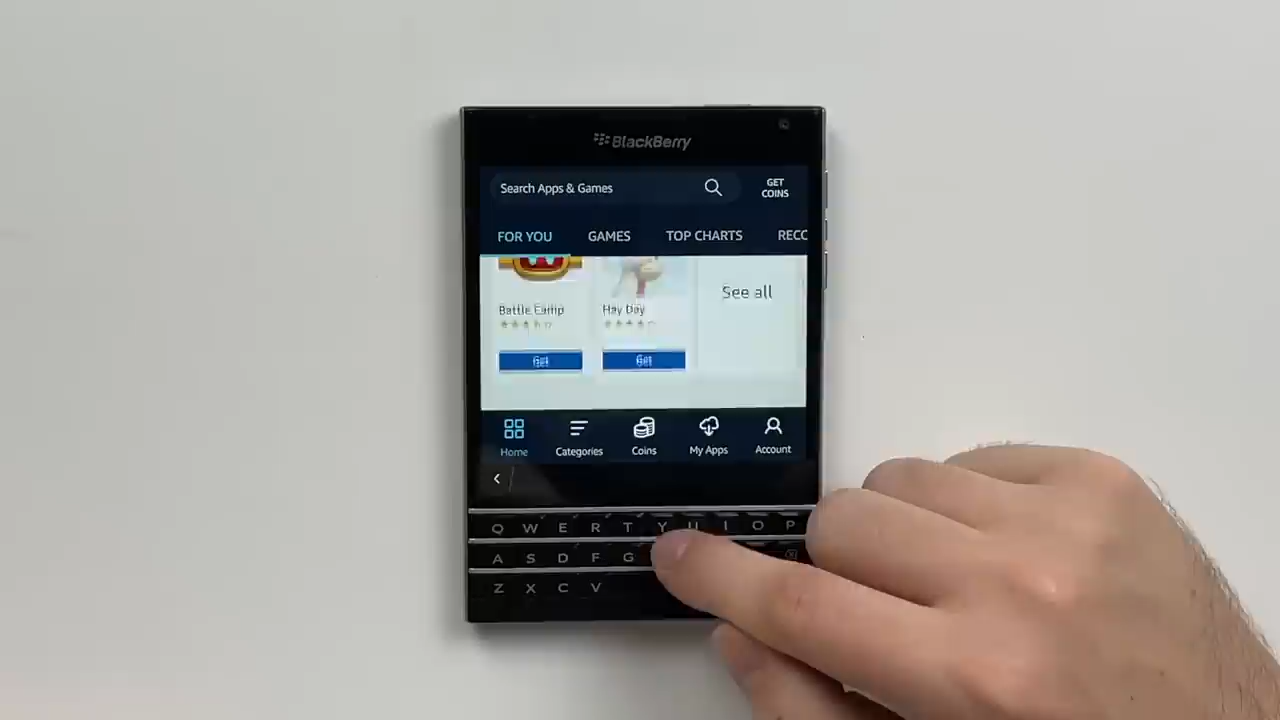 BlackBerry
Search Apps & Games
GET
COINS
FOR YOU GAMES TOP CHARTS RECC
Battle Camp Hay Day See all
Get Get
Home Categories Coins My Apps Account
Q W E R T Y U I O P
A S D F G
Z X C V